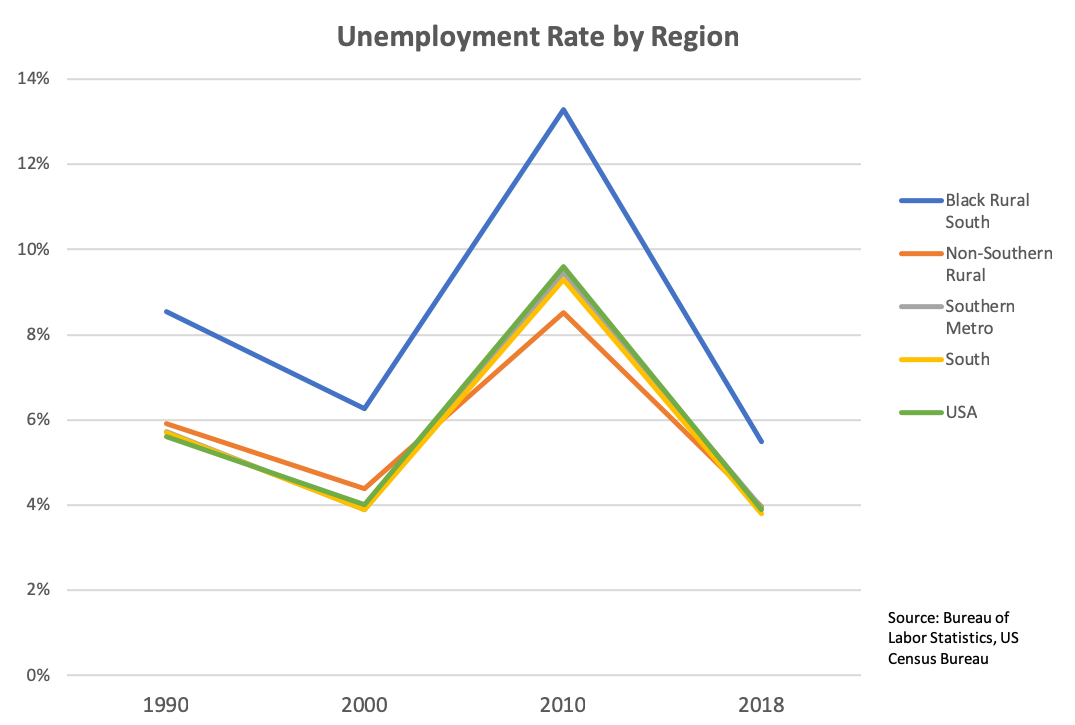 Unemployment Rate by Region
14%
12%
10%
8%
6%
4%
2%
0%
1990
2000
2010
2018
Black Rural
South
Non-Southern
Rural
Southern
Metro
South
USA
Source: Bureau of
Labor Statistics, US
Census Bureau